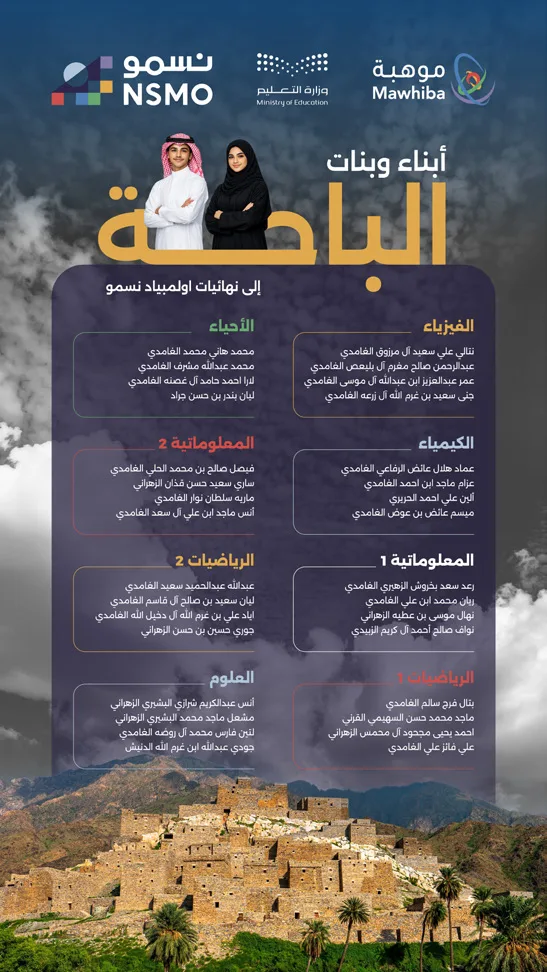 نسمو
NSMO
وزارة التعليم
Ministry of Education
موهبة
Mawhiba
أبناء وبنات
الباحة
إلى نهائيات اولمبياد نسمو
الفيزياء
نتالي علي سعيد آل مرزوق الغامدي
عبدالرحمن صالح مغرم آل بليعص الغامدي
عمر عبدالعزيز ابن عبدالله آل موسى الغامدي
جنى سعيد بن غرم الله آل زرعه الغامدي
الأحياء
محمد هاني محمد الغامدي
محمد عبدالله مشرف الغامدي
لارا احمد حامد آل غصنه الغامدي
ليان بندر بن حسن جراد
الكيمياء
عماد هلال عائض الرفاعي الغامدي
عزام ماجد ابن احمد الغامدي
ألين علي احمد الحريري
ميسم عائض بن عوض الغامدي
المعلوماتية 2
فيصل صالح بن محمد الحلي الغامدي
ساري سعيد حسن قذان الزهراني
ماريه سلطان نوار الغامدي
أنس ماجد ابن علي آل سعد الغامدي
المعلوماتية 1
رعد سعد بخروش الزهيري الغامدي
ريان محمد ابن علي الغامدي
نهال موسى بن عطيه الزهراني
نواف صالح أحمد آل كريم الزبيدي
الرياضيات 2
عبدالله عبدالحميد سعيد الغامدي
ليان سعيد بن صالح آل قاسم الغامدي
اياد علي بن غرم الله آل دخيل الله الغامدي
جوري حسين بن حسن الزهراني
الرياضيات 1
بتال فرج سالم الغامدي
ماجد محمد حسن السهيمي القرني
احمد يحيى مجحود آل محمس الزهراني
علي فائز علي الغامدي
العلوم
أنس عبدالكريم شرازي البشيري الزهراني
مشعل ماجد محمد البشيري الزهراني
لتين فارس محمد آل روضه الغامدي
جودي عبدالله ابن غرم الله الدنيش